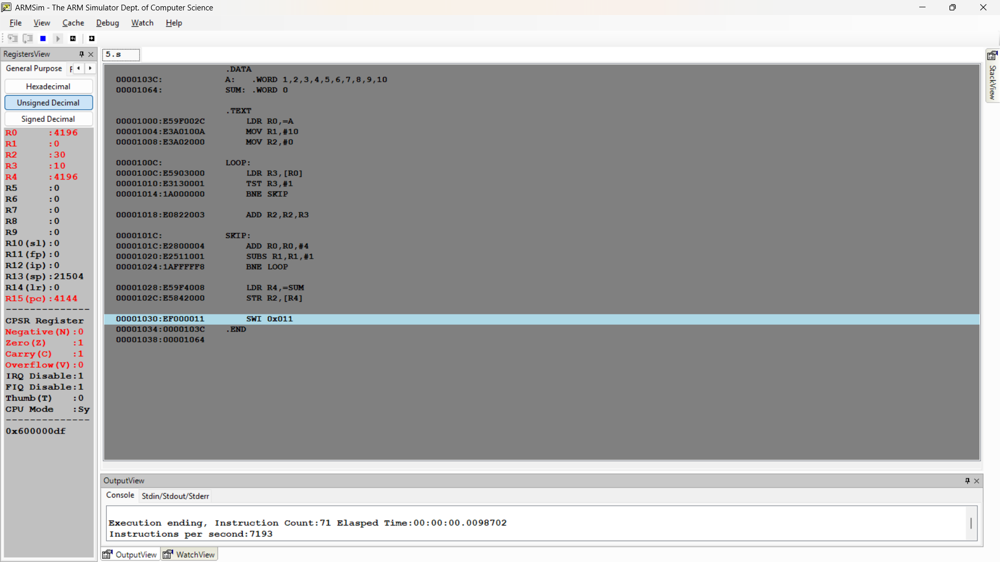 ARMSim - The ARM Simulator Dept. of Computer Science
File View Cache Debug Watch Help
RegistersView
General Purpose
Hexadecimal
Unsigned Decimal
Signed Decimal
R0 :4196
R1 :0
R2 :30
R3 :10
R4 :4196
R5 :0
R6 :0
R7 :0
R8 :0
R9 :0
R10(sl):0
R11(fp):0
R12(ip):0
R13(sp):21504
R14(lr):0
R15(pc):4144
---------------
CPSR Register
Negative(N):0
Zero(Z) :1
Carry(C) :1
Overflow(V):0
IRQ Disable:1
FIQ Disable:1
Thumb(T) :0
CPU Mode :Sy
---------------
0x600000df
5.s
.DATA
0000103C: A: .WORD 1,2,3,4,5,6,7,8,9,10
00001064: SUM: .WORD 0
.TEXT
00001000:E59F002C LDR R0,=A
00001004:E3A0100A MOV R1,#10
00001008:E3A02000 MOV R2,#0
0000100C: LOOP:
0000100C:E5903000 LDR R3,[R0]
00001010:E3130001 TST R3,#1
00001014:1A000000 BNE SKIP
00001018:E0822003 ADD R2,R2,R3
0000101C: SKIP:
0000101C:E2800004 ADD R0,R0,#4
00001020:E2511001 SUBS R1,R1,#1
00001024:1AFFFFF8 BNE LOOP
00001028:E59F4008 LDR R4,=SUM
0000102C:E5842000 STR R2,[R4]
00001030:EF000011 SWI 0x011
00001034:0000103C .END
00001038:00001064
StackView
OutputView
Console Stdin/Stdout/Stderr
Execution ending, Instruction Count:71 Elasped Time:00:00:00.0098702
Instructions per second:7193
OutputView WatchView